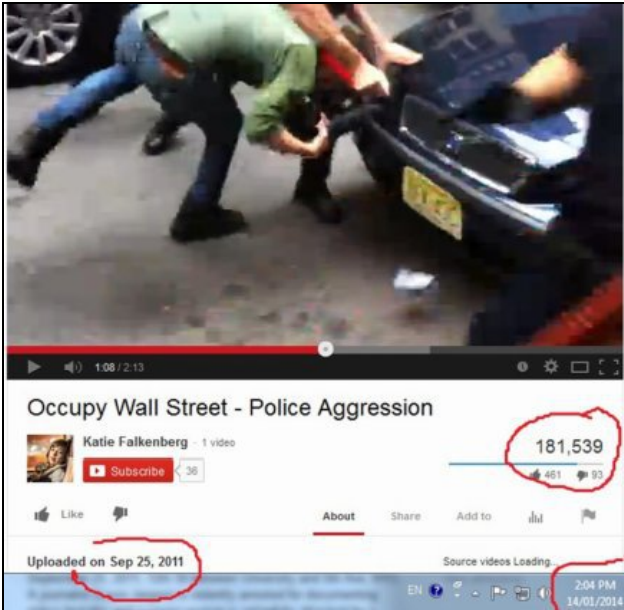 1:08 / 2:13
Occupy Wall Street - Police Aggression
Katie Falkenberg · 1 video
Subscribe 36
181,539
461 93
Like About Share Add to
Uploaded on Sep 25, 2011 Source videos Loading...
EN 2:04 PM
14/01/2014